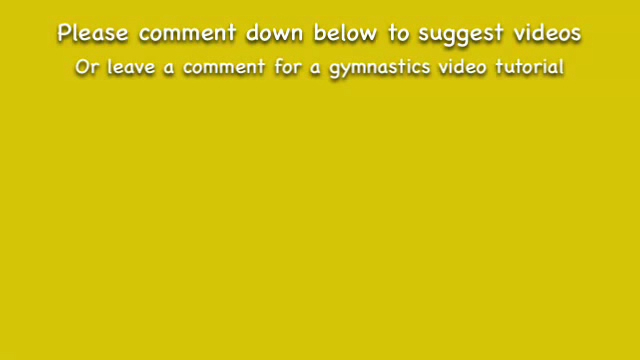 Please comment down below to suggest videos
Or leave a comment for a gymnastics video tutorial